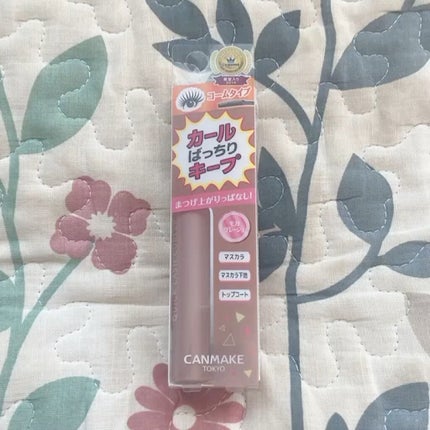 コームタイプ
カール
ぱっちり
キープ
まつげ上がりっぱなし!
マスカラ
マスカラ下地
トップコート
CANMAKE
TOKYO